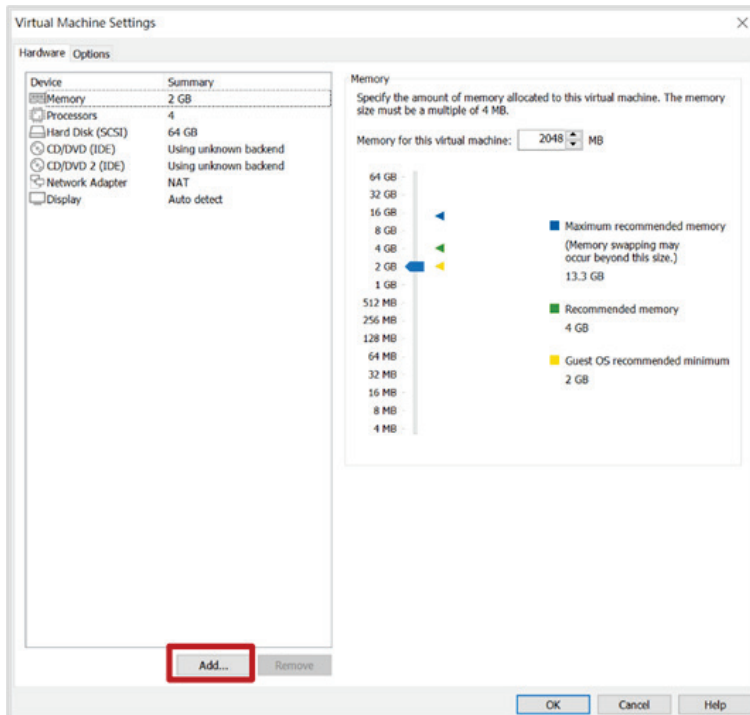 Virtual Machine Settings
Hardware Options
Device Summary
Memory 2 GB
Processors 4
Hard Disk (SCSI) 64 GB
CD/DVD (IDE) Using unknown backend
CD/DVD 2 (IDE) Using unknown backend
Network Adapter NAT
Display Auto detect
Add... Remove
Memory
Specify the amount of memory allocated to this virtual machine. The memory
size must be a multiple of 4 MB.
Memory for this virtual machine: 2048 MB
64 GB
32 GB
16 GB
8 GB
4 GB
2 GB
1 GB
512 MB
256 MB
128 MB
64 MB
32 MB
16 MB
8 MB
4 MB
Maximum recommended memory
(Memory swapping may
occur beyond this size.)
13.3 GB
Recommended memory
4 GB
Guest OS recommended minimum
2 GB
OK Cancel Help